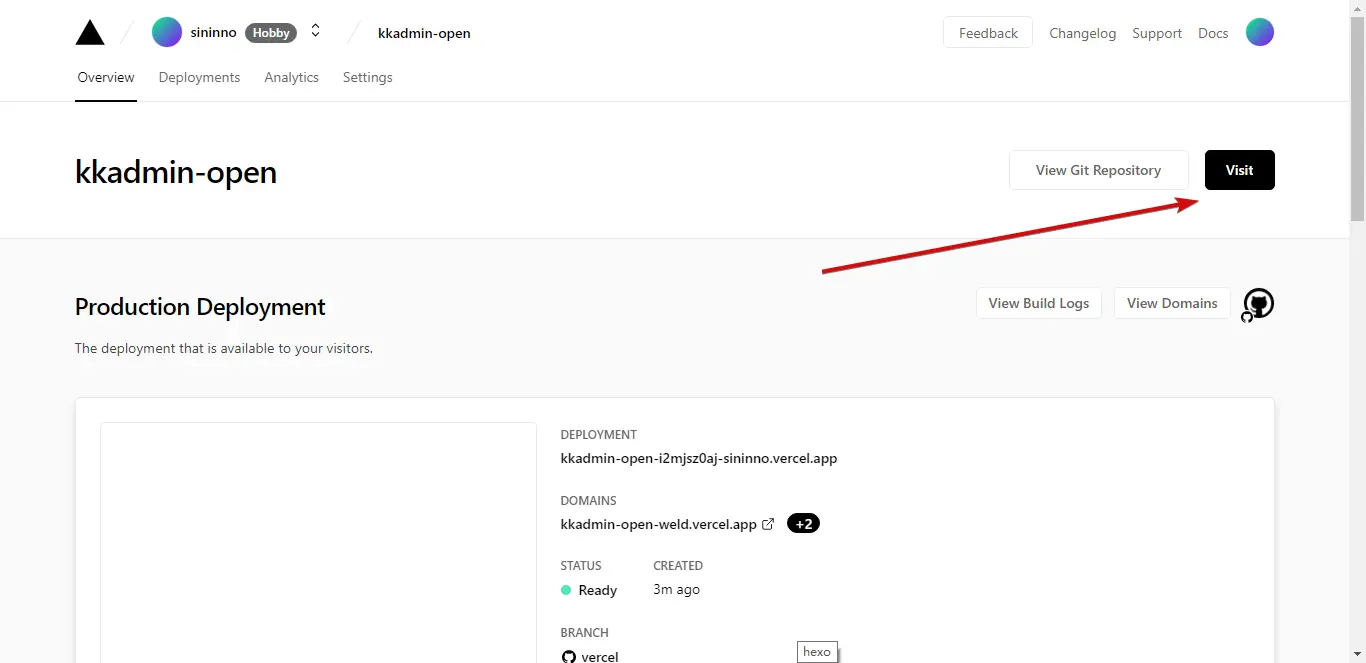 sininno Hobby kkadmin-open Feedback Changelog Support Docs
Overview Deployments Analytics Settings
kkadmin-open View Git Repository Visit
Production Deployment View Build Logs View Domains
The deployment that is available to your visitors.
DEPLOYMENT
kkadmin-open-i2mjsz0aj-sininno.vercel.app
DOMAINS
kkadmin-open-weld.vercel.app +2
STATUS CREATED
Ready 3m ago
BRANCH
vercel
hexo